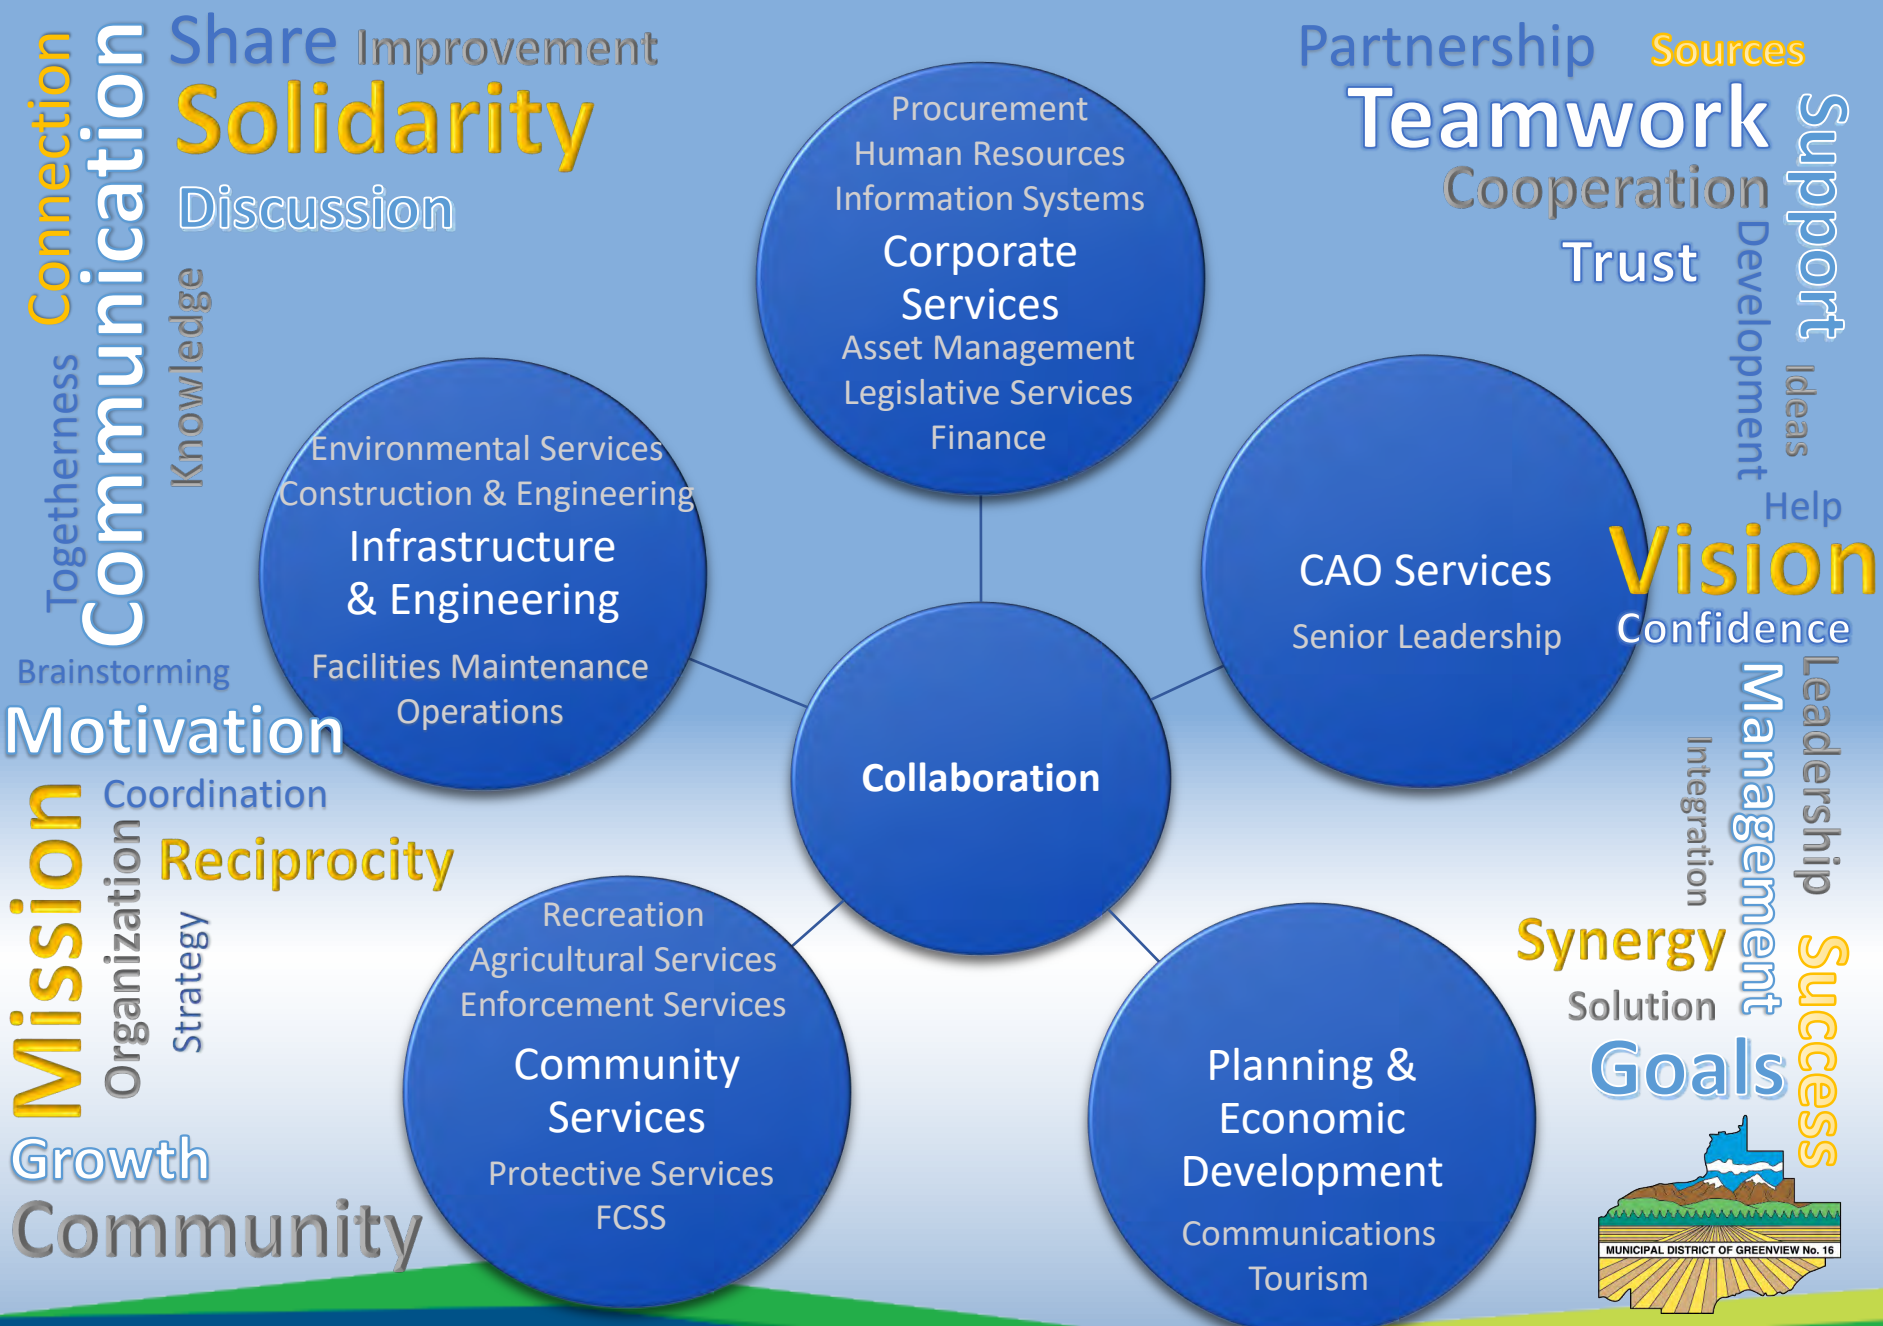 Share
Improvement
Solidarity
Discussion
Connection
Communication
Knowledge
Togetherness
Brainstorming
Motivation
Coordination
Mission
Organization
Reciprocity
Strategy
Growth
Community
Procurement
Human Resources
Information Systems
Corporate
Services
Asset Management
Legislative Services
Finance
Environmental Services
Construction & Engineering
Infrastructure
& Engineering
Facilities Maintenance
Operations
CAO Services
Senior Leadership
Collaboration
Recreation
Agricultural Services
Enforcement Services
Community
Services
Protective Services
FCSS
Planning &
Economic
Development
Communications
Tourism
Partnership
Sources
Teamwork
Support
Cooperation
Trust
Development
Ideas
Help
Vision
Confidence
Management
Leadership
Integration
Synergy
Solution
Success
Goals
MUNICIPAL DISTRICT OF GREENVIEW No. 16